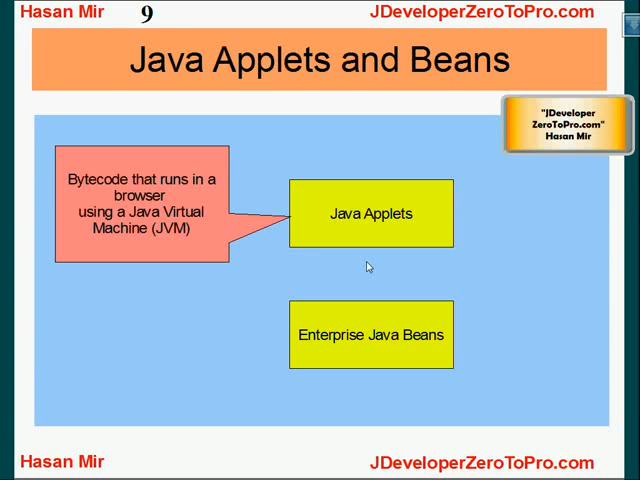 Hasan Mir
9
JDeveloperZeroToPro.com
Java Applets and Beans
"JDeveloper
ZeroToPro.com"
Hasan Mir
Bytecode that runs in a
browser
using a Java Virtual
Machine (JVM)
Java Applets
Enterprise Java Beans
Hasan Mir
JDeveloperZeroToPro.com